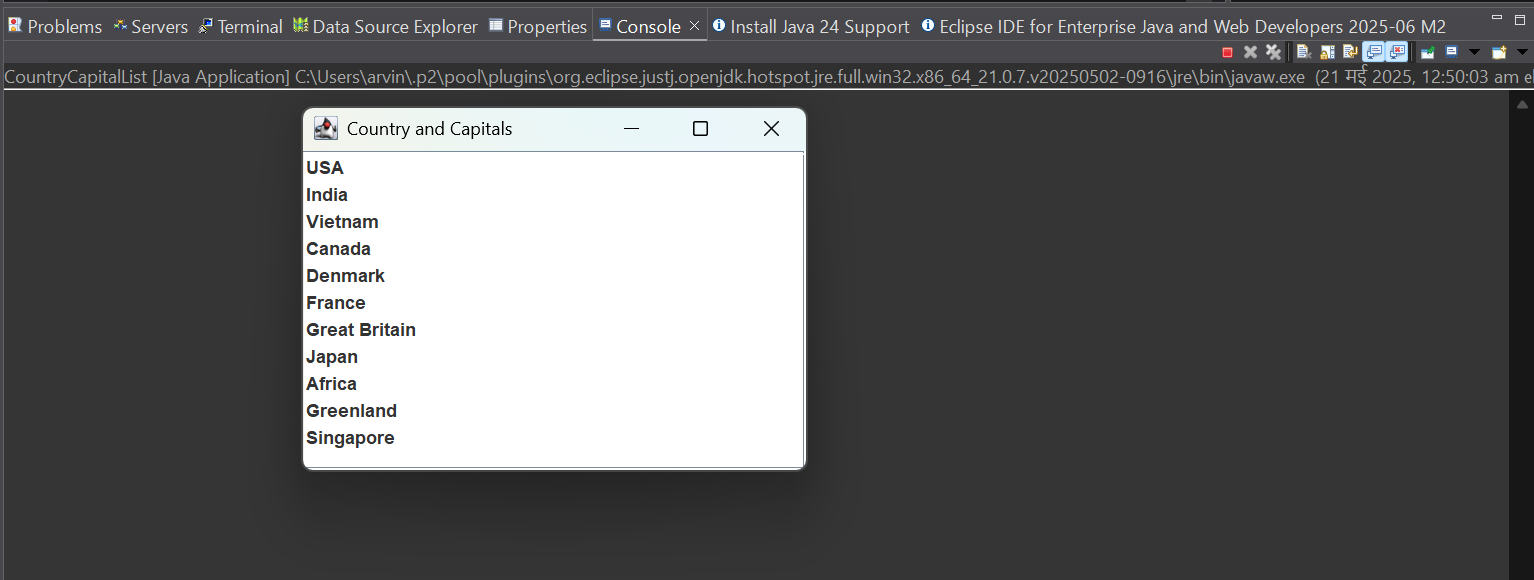 Problems Servers Terminal Data Source Explorer Properties Console Install Java 24 Support Eclipse IDE for Enterprise Java and Web Developers 2025-06 M2
CountryCapitalList [Java Application] C:\Users\arvin\.p2\pool\plugins\org.eclipse.justj.openjdk.hotspot.jre.full.win32.x86_64_21.0.7.v20250502-0916\jre\bin\javaw.exe (21 मई 2025, 12:50:03 am
Country and Capitals
USA
India
Vietnam
Canada
Denmark
France
Great Britain
Japan
Africa
Greenland
Singapore